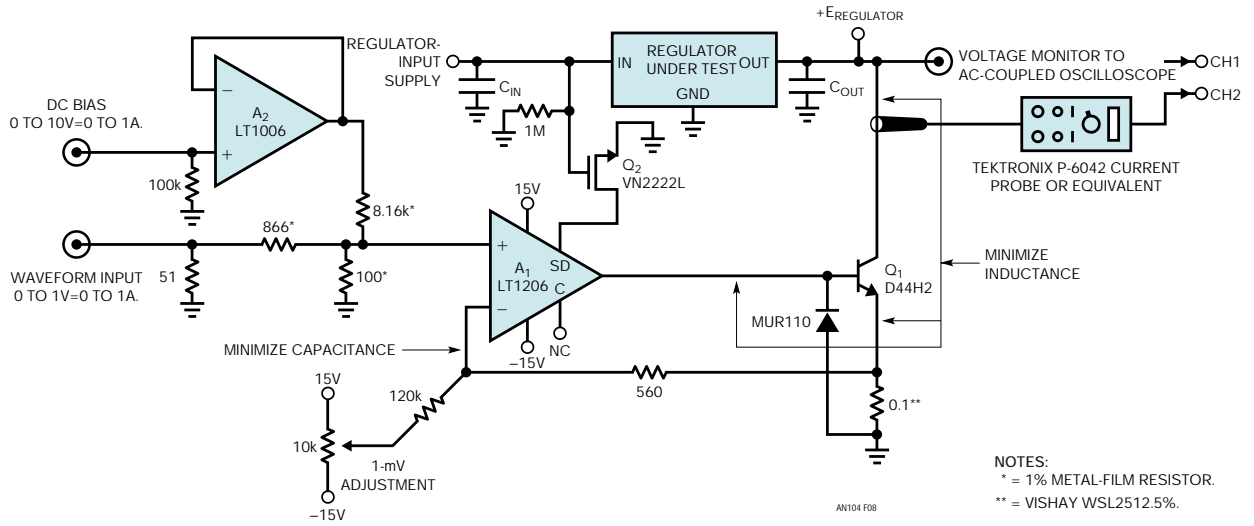 +E_REGULATOR
REGULATOR-
INPUT
SUPPLY
C_IN
1M
IN
REGULATOR
UNDER TEST
OUT
GND
C_OUT
VOLTAGE MONITOR TO
AC-COUPLED OSCILLOSCOPE
CH1
CH2
TEKTRONIX P-6042 CURRENT
PROBE OR EQUIVALENT
DC BIAS
0 TO 10V=0 TO 1A.
−
A2
LT1006
+
100k
8.16k*
Q2
VN2222L
WAVEFORM INPUT
0 TO 1V=0 TO 1A.
51
866*
100*
15V
+
SD
A1
LT1206
C
−
−15V
NC
MINIMIZE CAPACITANCE
Q1
D44H2
MUR110
MINIMIZE
INDUCTANCE
560
0.1**
15V
120k
10k
1-mV
ADJUSTMENT
−15V
AN104 F08
NOTES:
* = 1% METAL-FILM RESISTOR.
** = VISHAY WSL2512.5%.